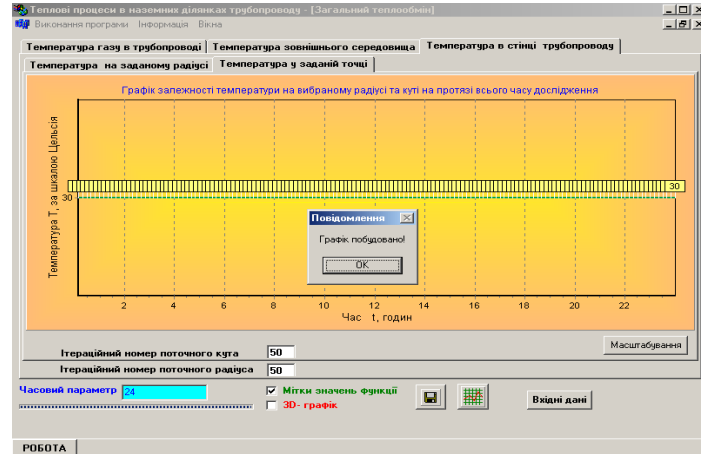 Теплові процеси в наземних ділянках трубопроводу - [Загальний теплообмін]
Виконання програми Інформація Вікна
Температура газу в трубопроводі Температура зовнішнього середовища Температура в стінці трубопроводу
Температура на заданому радіусі Температура у заданій точці
Графік залежності температури на вибраному радіусі та куті на протязі всього часу дослідження
Температура Т, за шкалою Цельсія
30
30
Повідомлення
Графік побудовано!
OK
2 4 6 8 10 12 14 16 18 20 22
Час t, годин
Масштабування
Ітераційний номер поточного кута 50
Ітераційний номер поточного радіуса 50
Часовий параметр 24
Мітки значень функції
3D- графік
Вхідні дані
РОБОТА